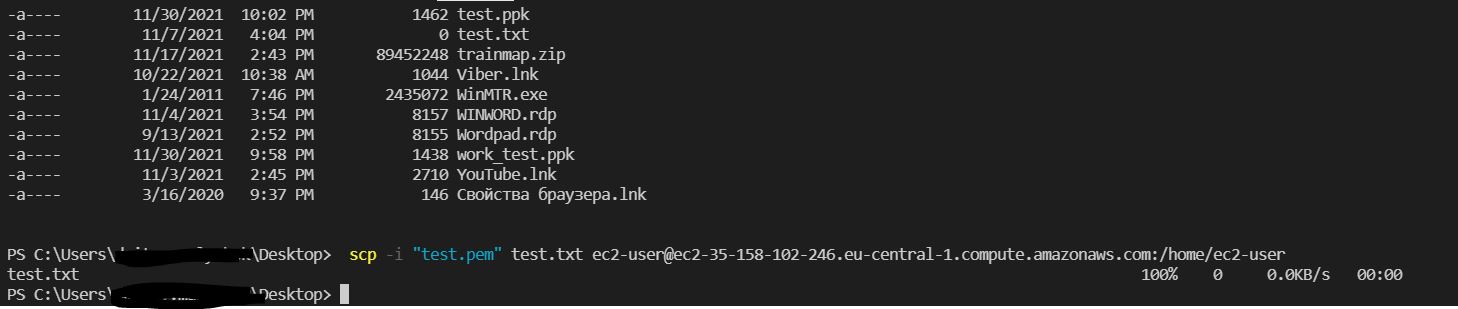 -a---- 11/30/2021 10:02 PM 1462 test.ppk
-a---- 11/7/2021 4:04 PM 0 test.txt
-a---- 11/17/2021 2:43 PM 89452248 trainmap.zip
-a---- 10/22/2021 10:38 AM 1044 Viber.lnk
-a---- 1/24/2011 7:46 PM 2435072 WinMTR.exe
-a---- 11/4/2021 3:54 PM 8157 WINWORD.rdp
-a---- 9/13/2021 2:52 PM 8155 Wordpad.rdp
-a---- 11/30/2021 9:58 PM 1438 work_test.ppk
-a---- 11/3/2021 2:45 PM 2710 YouTube.lnk
-a---- 3/16/2020 9:37 PM 146 Свойства браузера.lnk
PS C:\Users\ \Desktop> scp -i "test.pem" test.txt ec2-user@ec2-35-158-102-246.eu-central-1.compute.amazonaws.com:/home/ec2-user
test.txt 100% 0 0.0KB/s 00:00
PS C:\Users\ \Desktop>